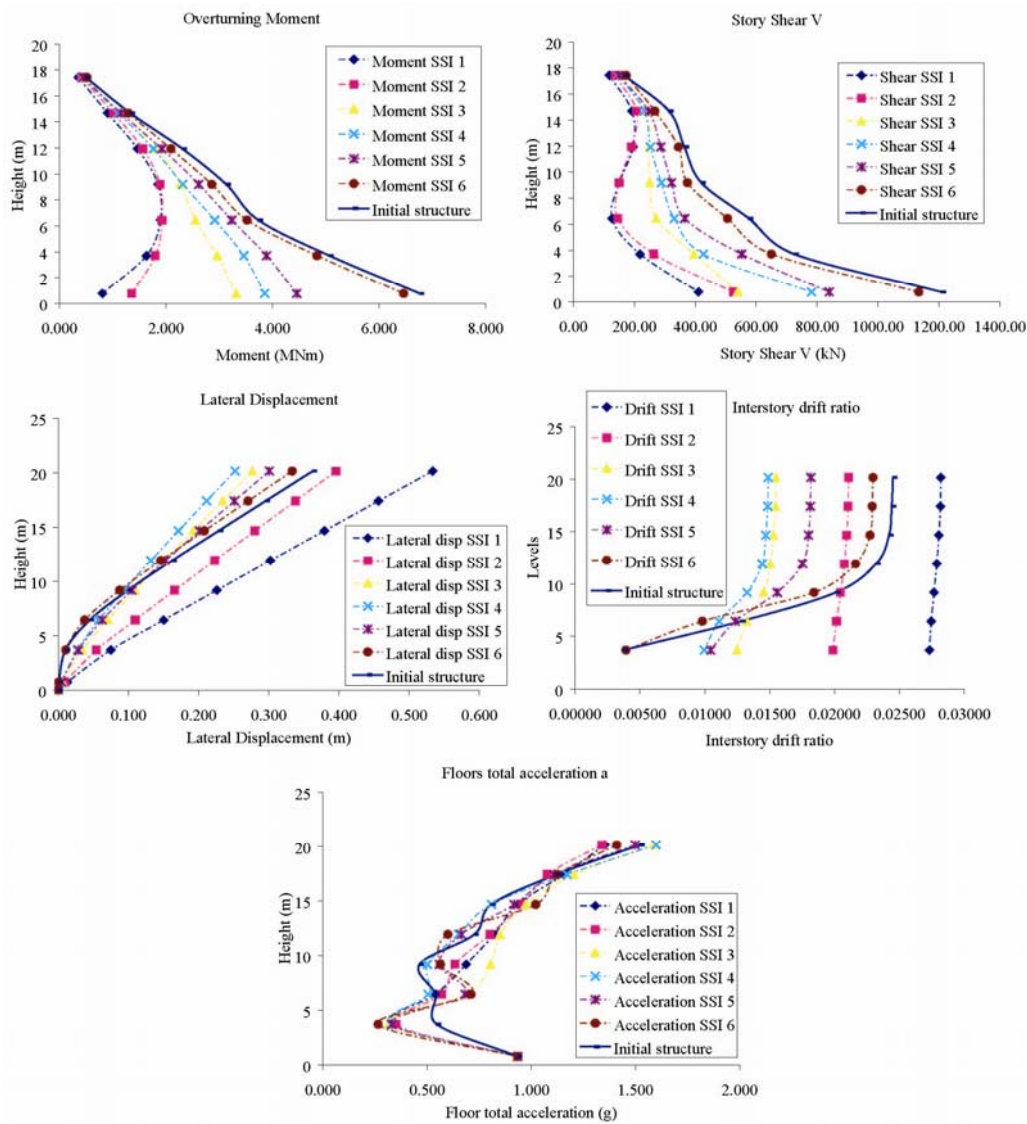 Overturning Moment
20
18
16
14
12
10
8
6
4
2
0
Height (m)
0.000 2.000 4.000 6.000 8.000
Moment (MNm)
Moment SSI 1
Moment SSI 2
Moment SSI 3
Moment SSI 4
Moment SSI 5
Moment SSI 6
Initial structure
Story Shear V
20
18
16
14
12
10
8
6
4
2
0
Height (m)
0.00 200.00 400.00 600.00 800.00 1000.00 1200.00 1400.00
Story Shear V (kN)
Shear SSI 1
Shear SSI 2
Shear SSI 3
Shear SSI 4
Shear SSI 5
Shear SSI 6
Initial structure
Lateral Displacement
25
20
15
10
5
0
Height (m)
0.000 0.100 0.200 0.300 0.400 0.500 0.600
Lateral Displacement (m)
Lateral disp SSI 1
Lateral disp SSI 2
Lateral disp SSI 3
Lateral disp SSI 4
Lateral disp SSI 5
Lateral disp SSI 6
Initial structure
Interstory drift ratio
Drift SSI 1
Drift SSI 2
Drift SSI 3
Drift SSI 4
Drift SSI 5
Drift SSI 6
Initial structure
25
20
15
10
5
0
Levels
0.00000 0.00500 0.01000 0.01500 0.02000 0.02500 0.03000
Interstory drift ratio
Floors total acceleration a
25
20
15
10
5
0
Height (m)
0.000 0.500 1.000 1.500 2.000
Floor total acceleration (g)
Acceleration SSI 1
Acceleration SSI 2
Acceleration SSI 3
Acceleration SSI 4
Acceleration SSI 5
Acceleration SSI 6
Initial structure